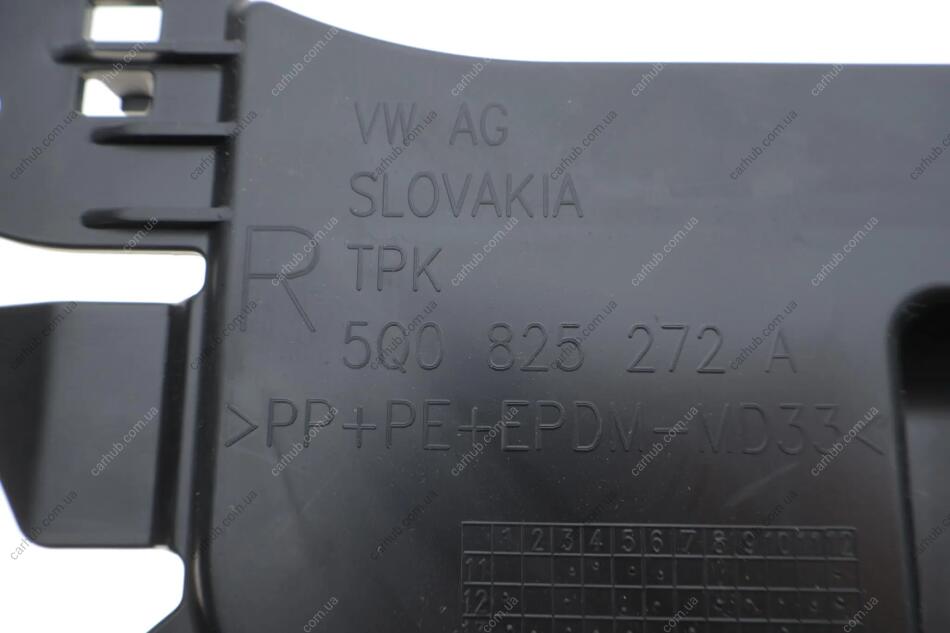 VW AG
SLOVAKIA
R
TPK
5Q0 825 272 A
>PP+PE+EPDM-MD33<
1 2 3 4 5 6 7 8 9 10 11 12
11
12
carhub.com.ua